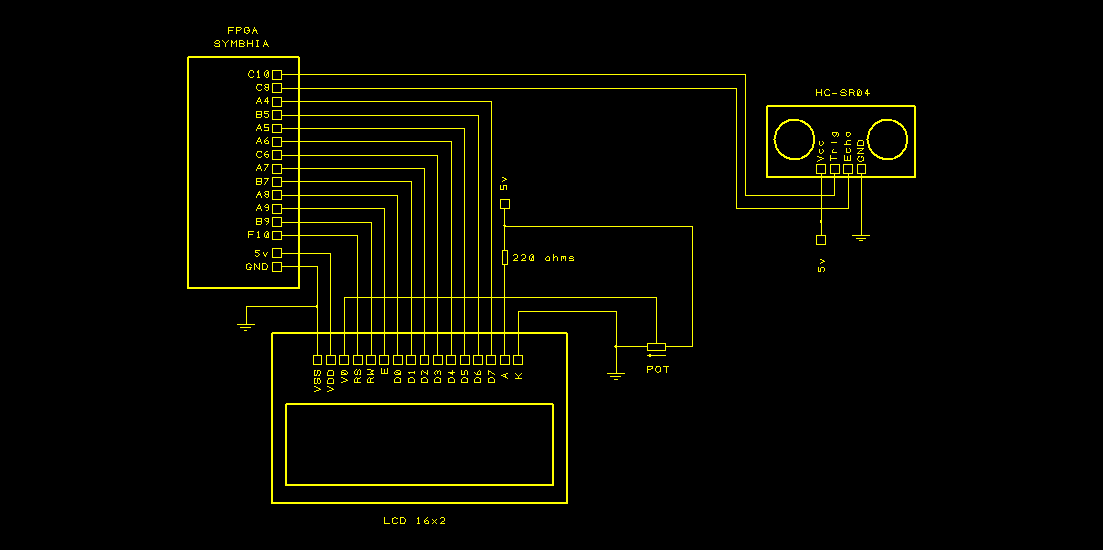 FPGA
SYMBHIA
C10
C8
A4
B5
A5
A6
C6
A7
B7
A8
A9
B9
F10
5v
GND
HC-SR04
Vcc
Trig
Echo
GND
5v
5v
220 ohms
POT
VSS
VDD
V0
RS
RW
E
D0
D1
D2
D3
D4
D5
D6
D7
A
K
LCD 16x2